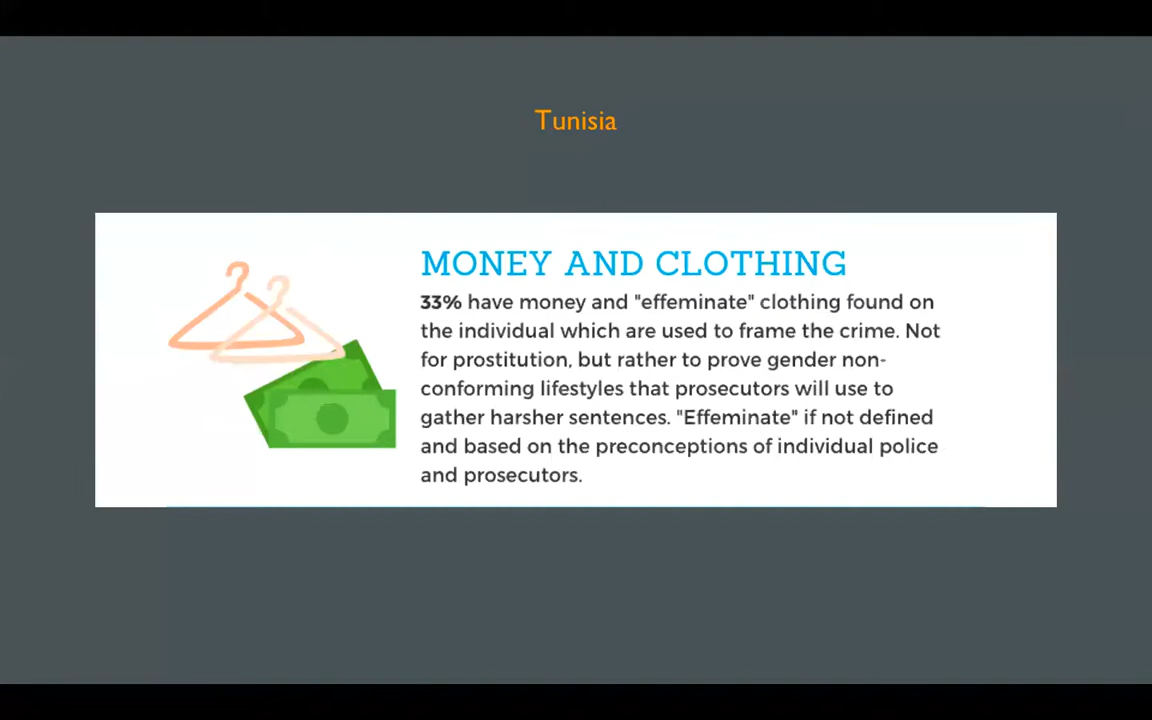 Tunisia
MONEY AND CLOTHING
33% have money and "effeminate" clothing found on
the individual which are used to frame the crime. Not
for prostitution, but rather to prove gender non-
conforming lifestyles that prosecutors will use to
gather harsher sentences. "Effeminate" if not defined
and based on the preconceptions of individual police
and prosecutors.